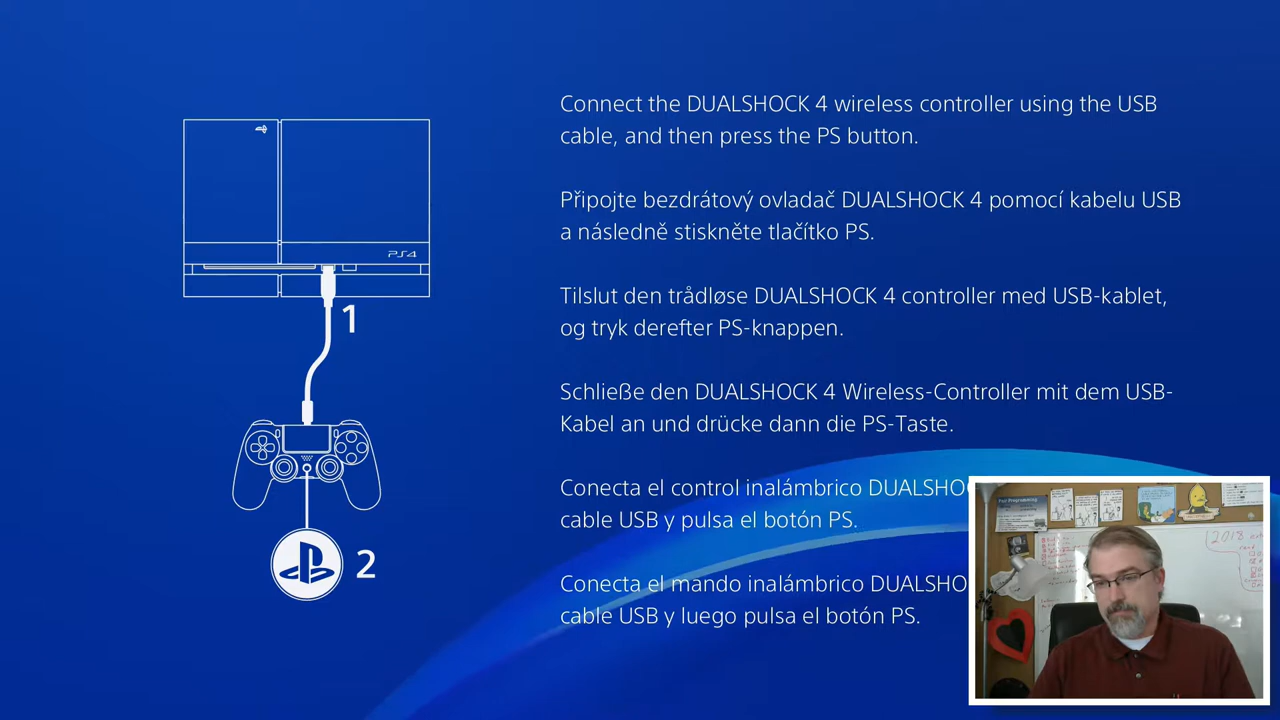 Connect the DUALSHOCK 4 wireless controller using the USB
cable, and then press the PS button.
Připojte bezdrátový ovladač DUALSHOCK 4 pomocí kabelu USB
a následně stiskněte tlačítko PS.
Tilslut den trådløse DUALSHOCK 4 controller med USB-kablet,
og tryk derefter PS-knappen.
Schließe den DUALSHOCK 4 Wireless-Controller mit dem USB-
Kabel an und drücke dann die PS-Taste.
Conecta el control inalámbrico
cable USB y pulsa el botón PS.
Conecta el mando inalámbrico
cable USB y luego pulsa el botón PS.
PS4
1
2
Pair Programming
2018